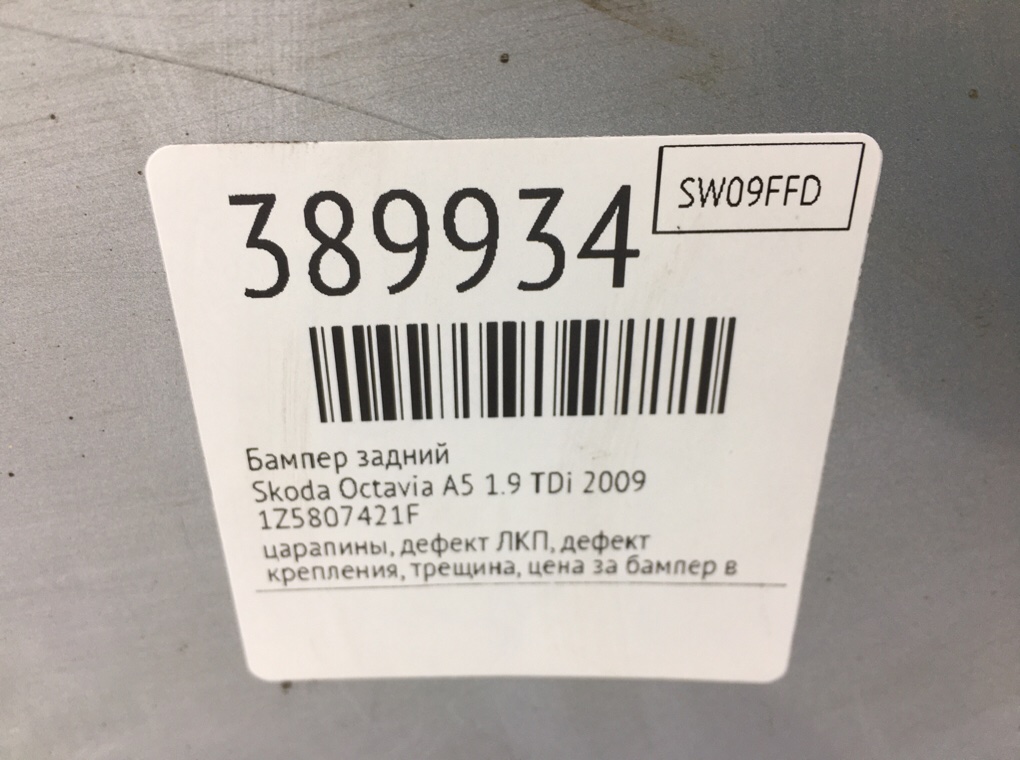 389934
SW09FFD
Бампер задний
Skoda Octavia A5 1.9 TDi 2009
1Z5807421F
царапины, дефект ЛКП, дефект
крепления, трещина, цена за бампер в